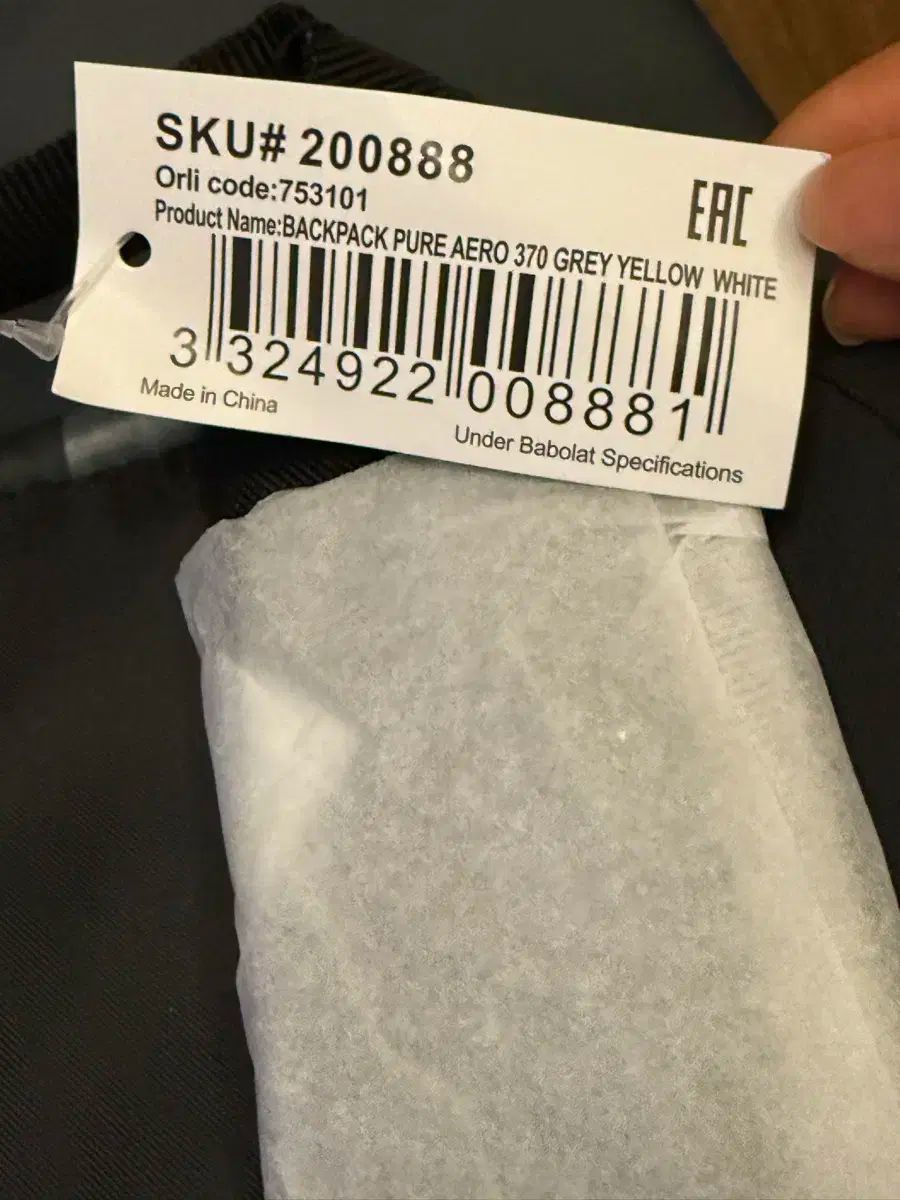 SKU# 200888
Orli code:753101
EAC
Product Name:BACKPACK PURE AERO 370 GREY YELLOW WHITE
3 324922 008881
Made in China
Under Babolat Specifications